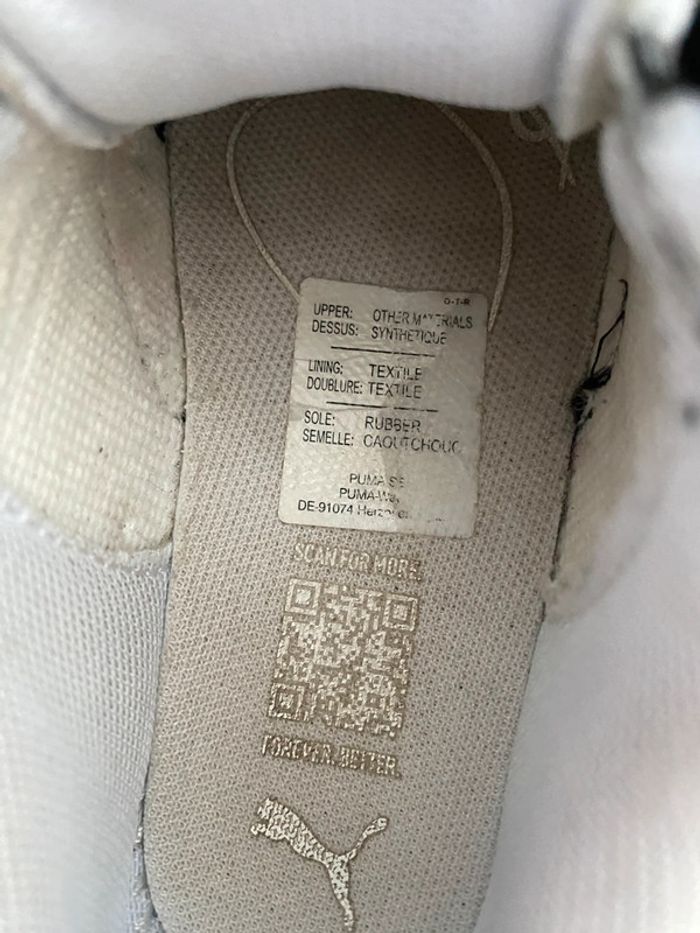 O-T-R
UPPER: OTHER MATERIALS
DESSUS: SYNTHETIQUE
LINING: TEXTILE
DOUBLURE: TEXTILE
SOLE: RUBBER
SEMELLE: CAOUTCHOUC
PUMA SE
PUMA-
DE-91074
SCAN FOR MORE.
FOREVER. BETTER.